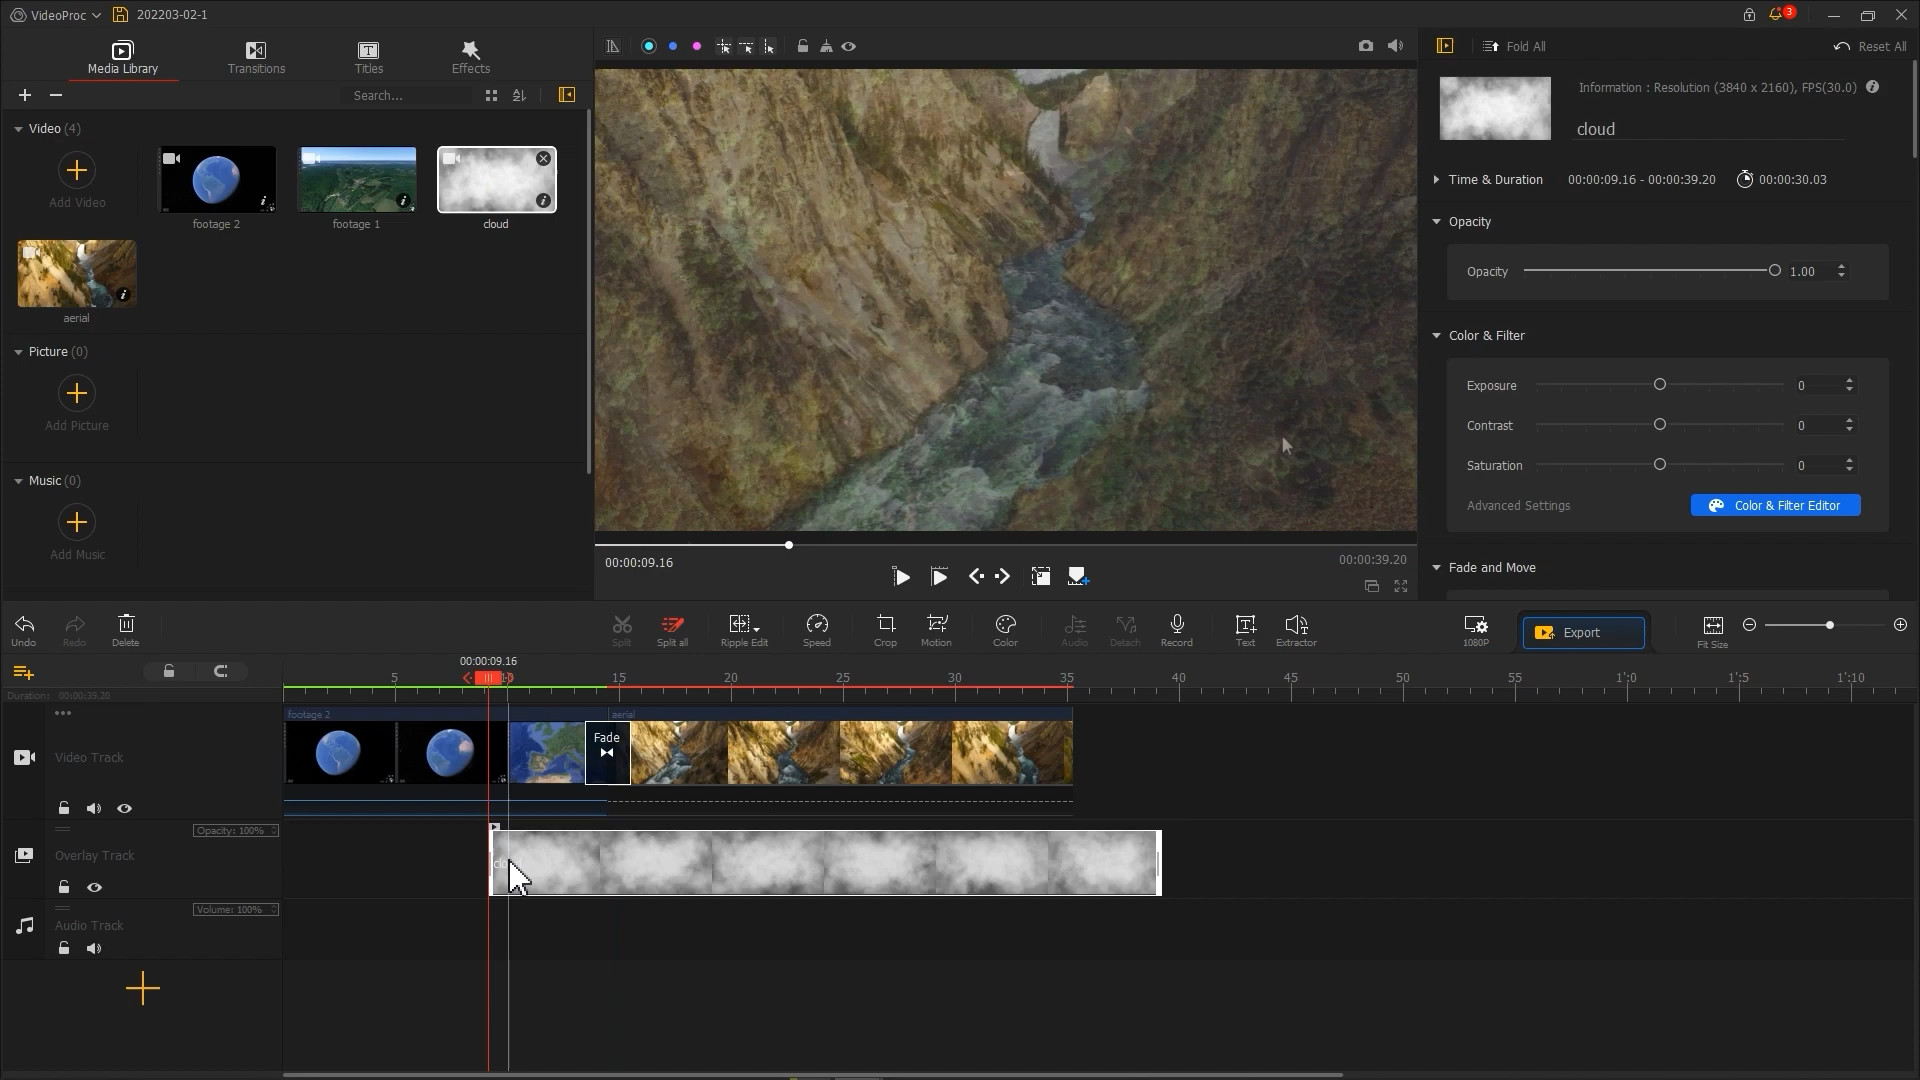 VideoProc
202203-02-1
3
Media Library
Transitions
Titles
Effects
Search...
Video (4)
Add Video
footage 2
footage 1
cloud
aerial
Picture (0)
Add Picture
Music (0)
Add Music
00:00:09.16
00:00:39.20
Fold All
Reset All
Information : Resolution (3840 x 2160), FPS(30.0)
cloud
Time & Duration
00:00:09.16 - 00:00:39.20
00:00:30.03
Opacity
Opacity
1.00
Color & Filter
Exposure
0
Contrast
0
Saturation
0
Advanced Settings
Color & Filter Editor
Fade and Move
Undo
Redo
Delete
Split
Split all
Ripple Edit
Speed
Crop
Motion
Color
Audio
Detach
Record
Text
Extractor
1080P
Export
Fit Size
00:00:09.16
5
15
20
25
30
35
40
45
50
55
1':0
1':5
1':10
Duration: 00:00:39.20
footage 2
aerial
Fade
Video Track
Opacity: 100%
Overlay Track
Volume: 100%
Audio Track